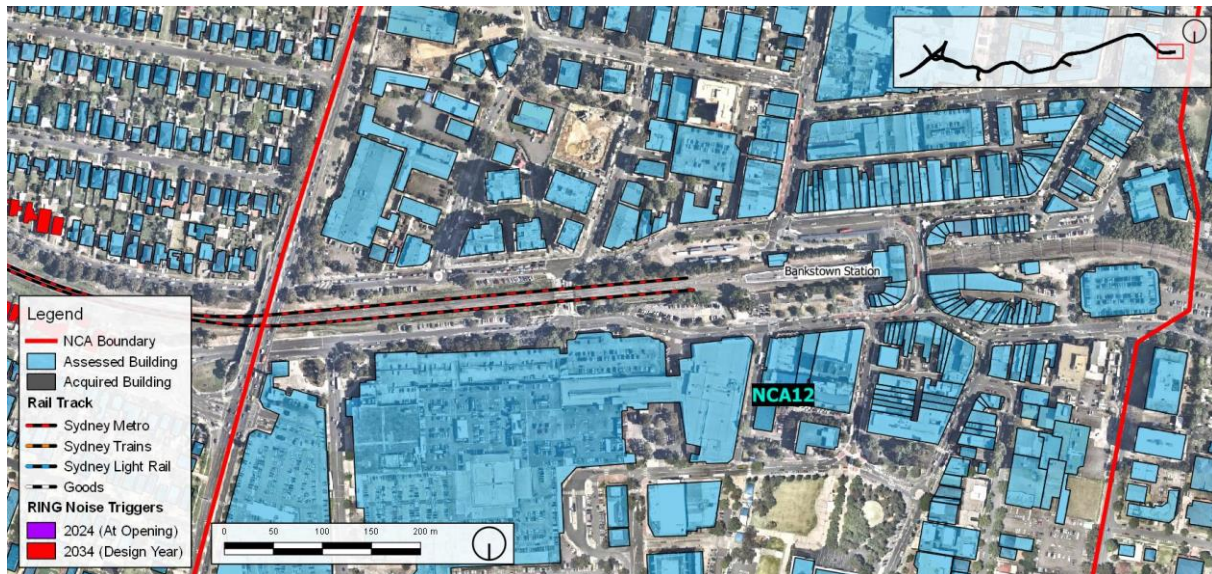 Bankstown Station
NCA12
Legend
NCA Boundary
Assessed Building
Acquired Building
Rail Track
Sydney Metro
Sydney Trains
Sydney Light Rail
Goods
RING Noise Triggers
2024 (At Opening)
2034 (Design Year)
0 50 100 150 200 m